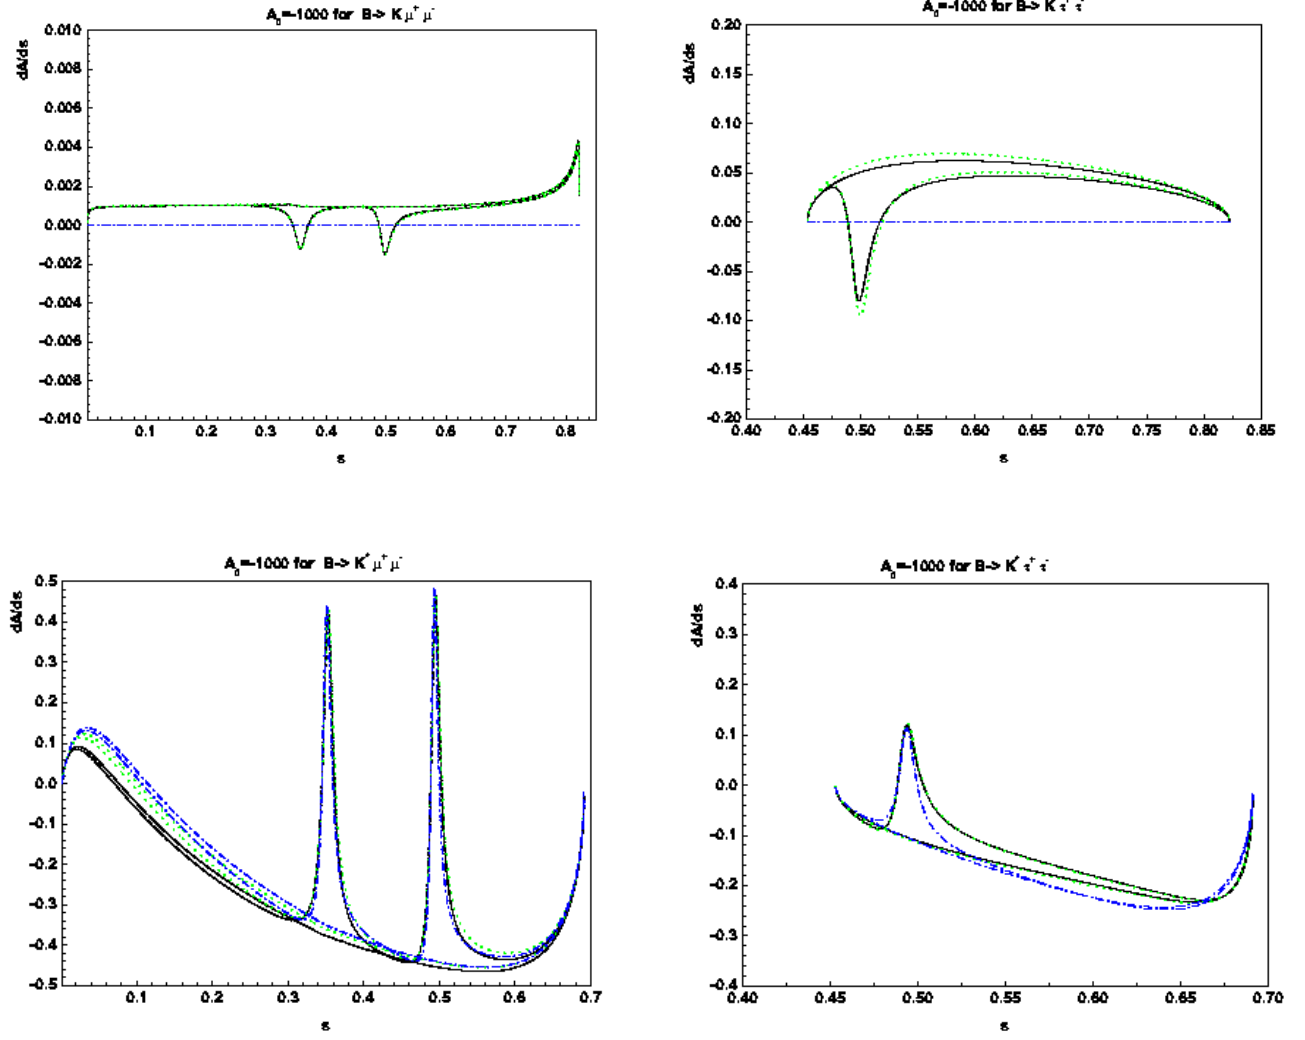 A₀=-1000 for B-> K μ⁺ μ⁻
dA/ds
0.010
0.008
0.006
0.004
0.002
0.000
-0.002
-0.004
-0.006
-0.008
-0.010
0.1 0.2 0.3 0.4 0.5 0.6 0.7 0.8
s
A₀=-1000 for B-> K τ⁺ τ⁻
dA/ds
0.20
0.15
0.10
0.05
0.00
-0.05
-0.10
-0.15
-0.20
0.40 0.45 0.50 0.55 0.60 0.65 0.70 0.75 0.80 0.85
s
A₀=-1000 for B-> K* μ⁺ μ⁻
dA/ds
0.5
0.4
0.3
0.2
0.1
0.0
-0.1
-0.2
-0.3
-0.4
-0.5
0.1 0.2 0.3 0.4 0.5 0.6 0.7
s
A₀=-1000 for B-> K* τ⁺ τ⁻
dA/ds
0.4
0.3
0.2
0.1
0.0
-0.1
-0.2
-0.3
-0.4
0.40 0.45 0.50 0.55 0.60 0.65 0.70
s